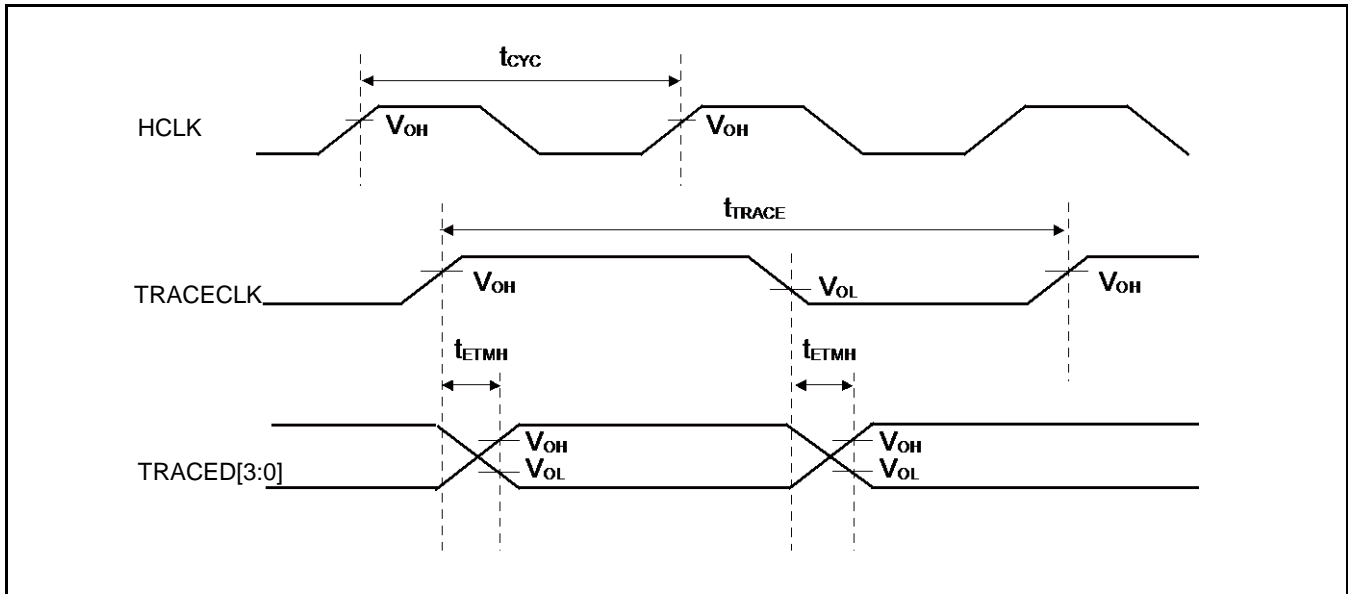 tCYC
HCLK
VOH
VOH
tTRACE
TRACECLK
VOH
VOL
VOH
tETMH
tETMH
TRACED[3:0]
VOH
VOH
VOL
VOL